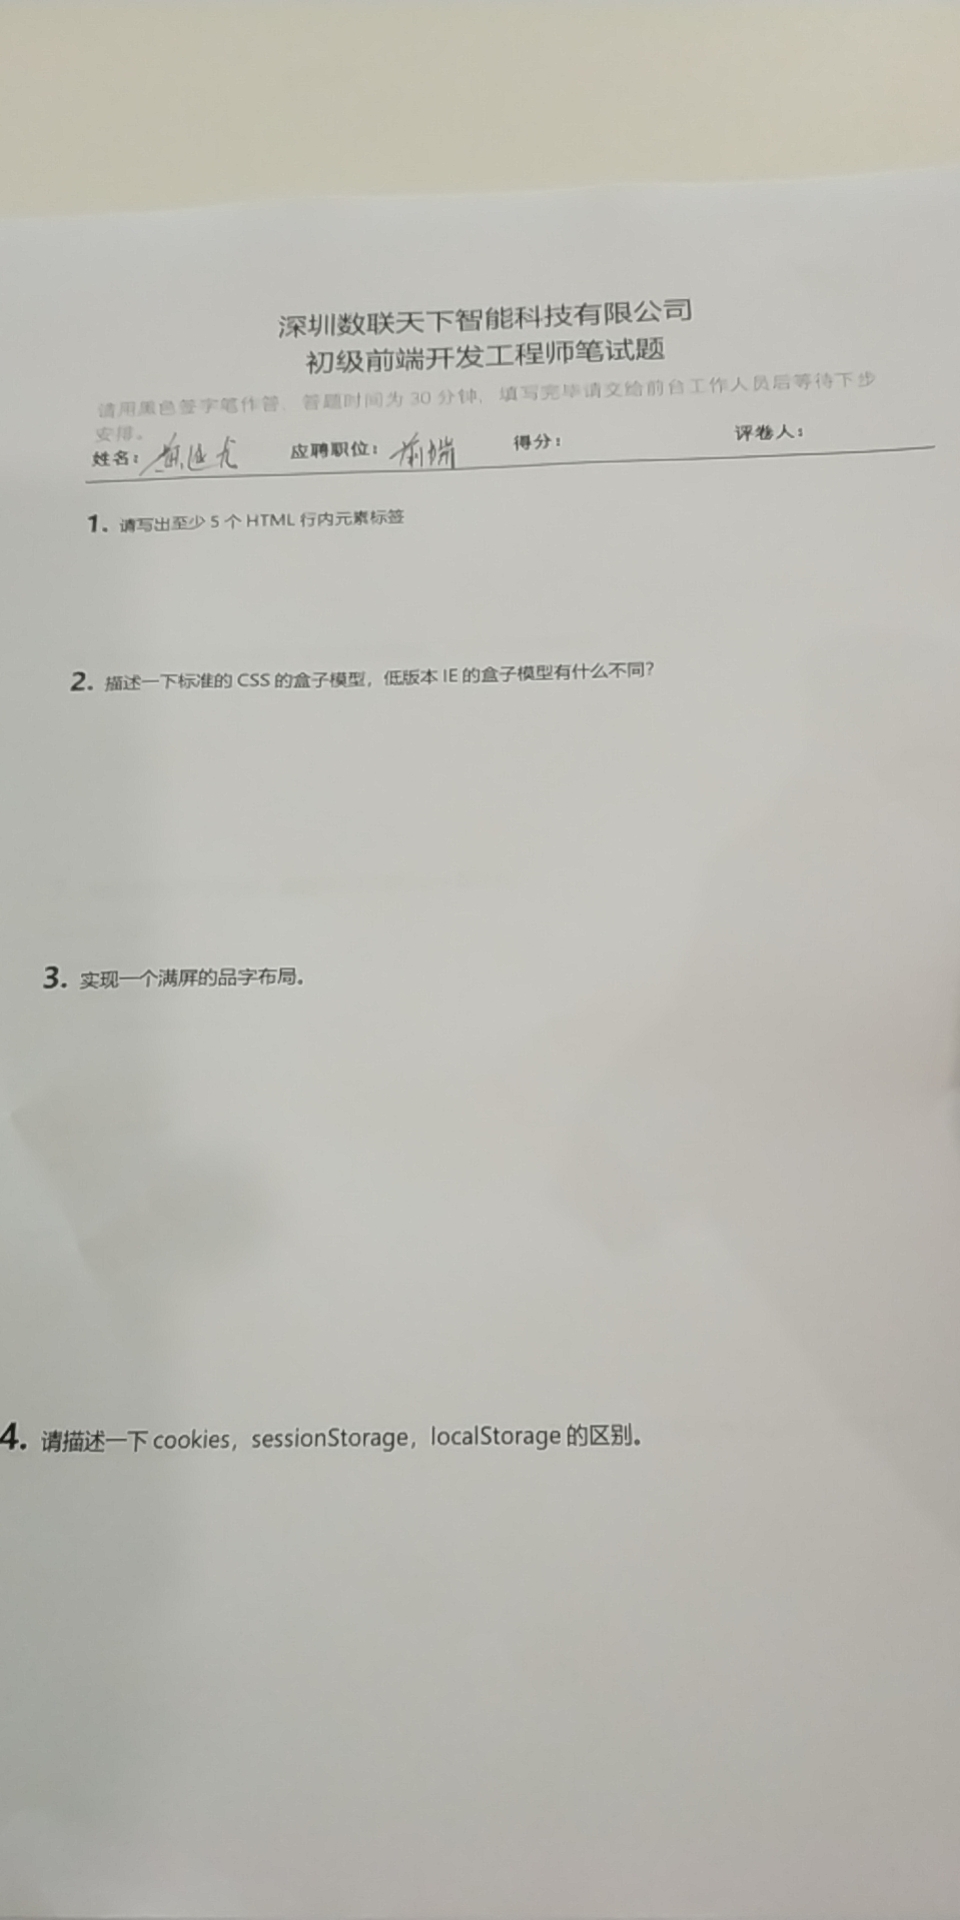 深圳数联天下智能科技有限公司
初级前端开发工程师笔试题
请用黑色签字笔作答，答题时间为 30 分钟，填写完毕请交给前台工作人员后等待下步
安排。
姓名： 应聘职位：前端 得分： 评卷人：
1. 请写出至少 5 个 HTML 行内元素标签
2. 描述一下标准的 CSS 的盒子模型，低版本 IE 的盒子模型有什么不同？
3. 实现一个满屏的品字布局。
4. 请描述一下 cookies，sessionStorage，localStorage 的区别。